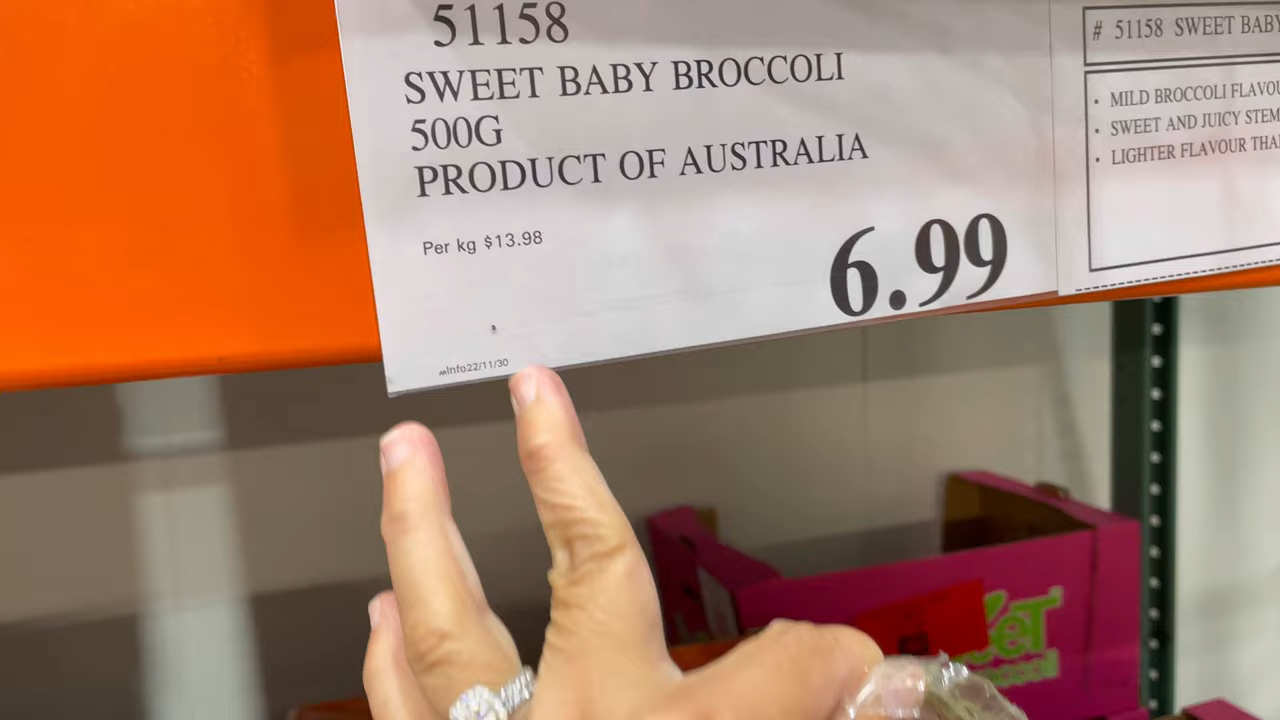 51158
SWEET BABY BROCCOLI
500G
PRODUCT OF AUSTRALIA
Per kg $13.98
6.99
Info22/11/30
# 51158 SWEET BABY
• MILD BROCCOLI FLAVOU
• SWEET AND JUICY STEM
• LIGHTER FLAVOUR THA